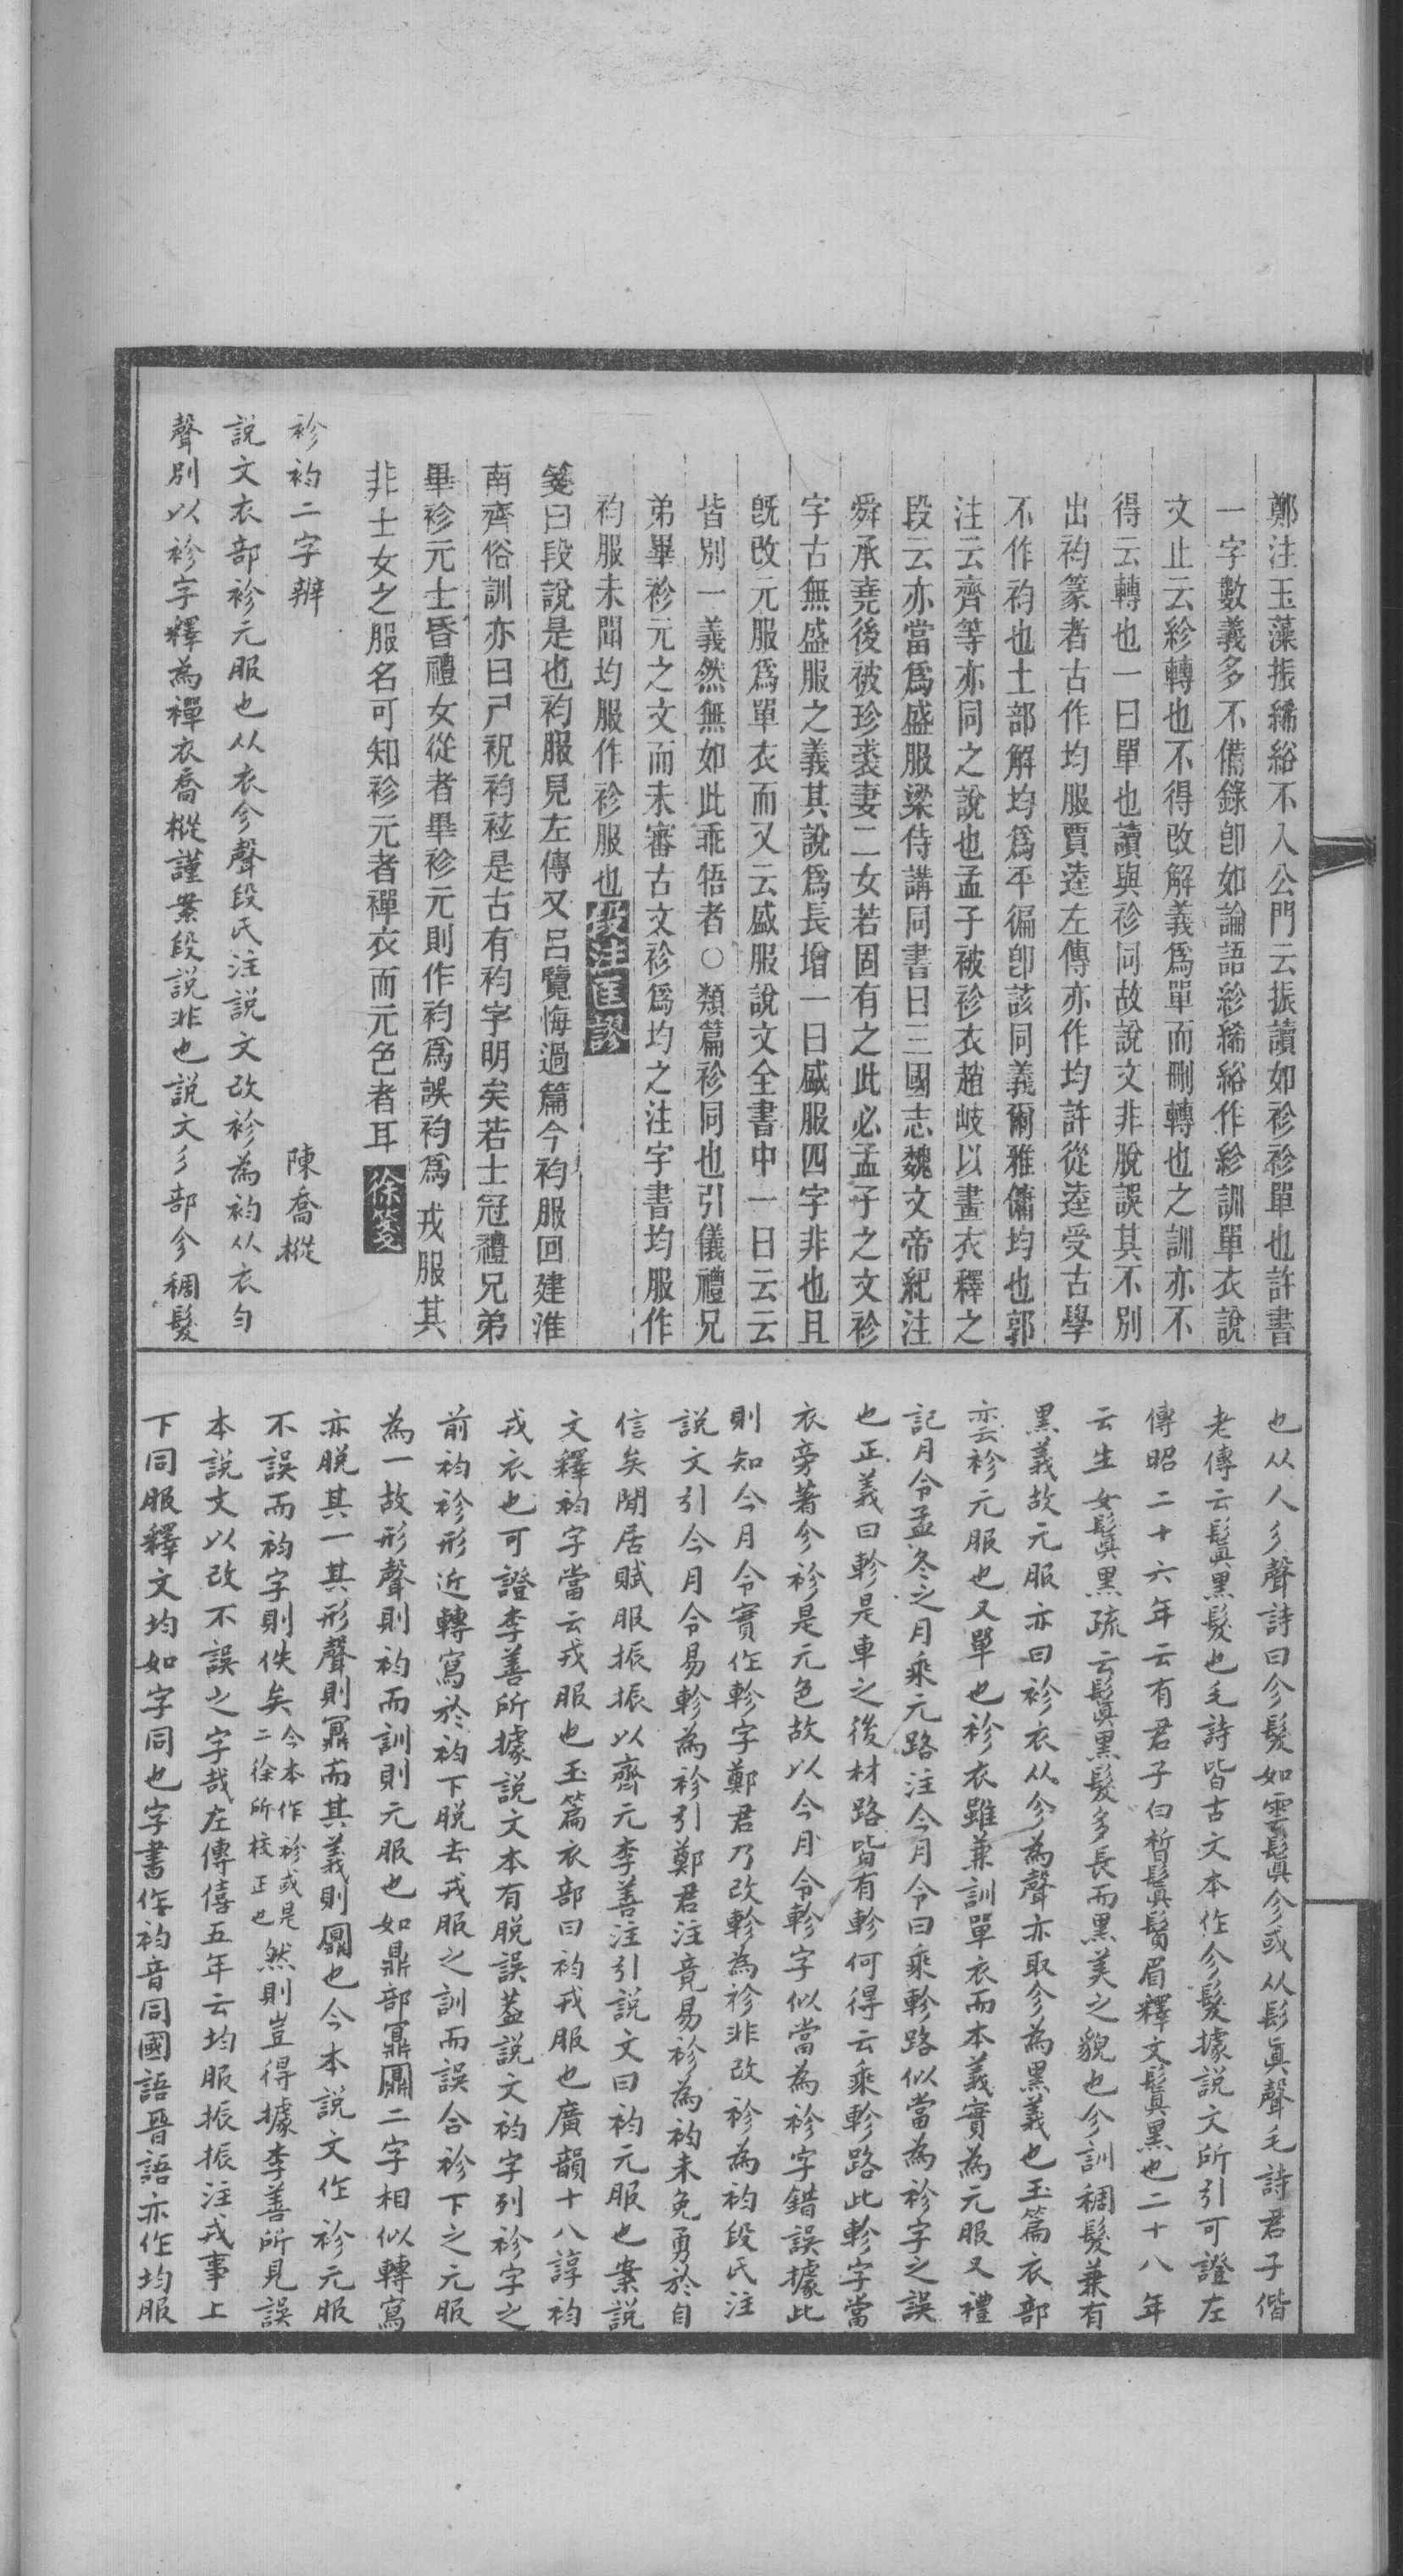 鄭注玉藻振絺綌不入公門云振讀如袗袗單也許書
一字數義多不備錄卽如論語紾絺綌作紾訓單衣說
文止云紾轉也不得改解義爲單而刪轉也之訓亦不
得云轉也一曰單也讀與袗同故說文非脫誤其不別
出袀篆者古作均服賈逵左傳亦作均許從逵受古學
不作袀也土部解均爲平徧卽該同義爾雅傭均也郭
注云齊等亦同之說也孟子被袗衣趙岐以畫衣釋之
段云亦當爲盛服梁侍講同書曰三國志魏文帝紀注
舜承堯後被珍裘妻二女若固有之此必孟子之文袗
字古無盛服之義其說爲長增一曰盛服四字非也且
旣改元服爲單衣而又云盛服說文全書中一曰云云
皆別一義然無如此乖牾者○類篇袗同也引儀禮兄
弟畢袗元之文而未審古文袗爲均之注字書均服作
袀服未聞均服作袗服也段注匡謬
箋曰段說是也袀服見左傳又呂覽悔過篇今袀服回建淮
南齊俗訓亦曰尸祝袀袨是古有袀字明矣若士冠禮兄弟
畢袗元士昏禮女從者畢袗元則作袀爲誤袀爲戎服其
非士女之服名可知袗元者襌衣而元色者耳徐箋
袗袀二字辨　陳喬樅
說文衣部袗元服也从衣㐱聲段氏注說文改袗為袀从衣勻
聲別以袗字釋為襌衣喬樅謹案段說非也說文彡部㐱稠髮
也从人彡聲詩曰㐱髮如雲鬒㐱或从髟眞聲毛詩君子偕
老傳云鬒黑髮也毛詩皆古文本作㐱髮據說文所引可證左
傳昭二十六年云有君子白皙鬒鬚眉釋文鬒黑也二十八年
云生女鬒黑疏云鬒黑髮多長而黑美之貌也㐱訓稠髮兼有
黑義故元服亦曰袗衣从㐱為聲亦取㐱為黑義也玉篇衣部
亦云袗元服也又單也袗衣雖兼訓單衣而本義實為元服又禮
記月令孟冬之月乘元路注今月令曰乘軫路似當為袗字之誤
也正義曰軫是車之後材路皆有軫何得云乘軫路此軫字當
衣旁著㐱袗是元色故以今月令軫字似當為袗字錯誤據此
則知今月令實作軫字鄭君乃改軫為袗非改袗為袀段氏注
說文引今月令易軫為袗引鄭君注竟易袗為袀未免勇於自
信矣閒居賦服振振以齊元李善注引說文曰袀元服也案說
文釋袀字當云戎服也玉篇衣部曰袀戎服也廣韻十八諄袀
戎衣也可證李善所據說文本有脫誤葢說文袀字列袗字之
前袀袗形近轉寫於袀下脫去戎服之訓而誤合袗下之元服
為一故形聲則袀而訓則元服也如鼎部鼏鼏二字相似轉寫
亦脫其一其形聲則鼏而其義則鼏也今本說文作袗元服
不誤而袀字則佚矣今本作袗或是二徐所校正也然則豈得據李善所見誤
本說文以改不誤之字哉左傳僖五年云均服振振注戎事上
下同服釋文均如字同也字書作袀音同國語晉語亦作均服